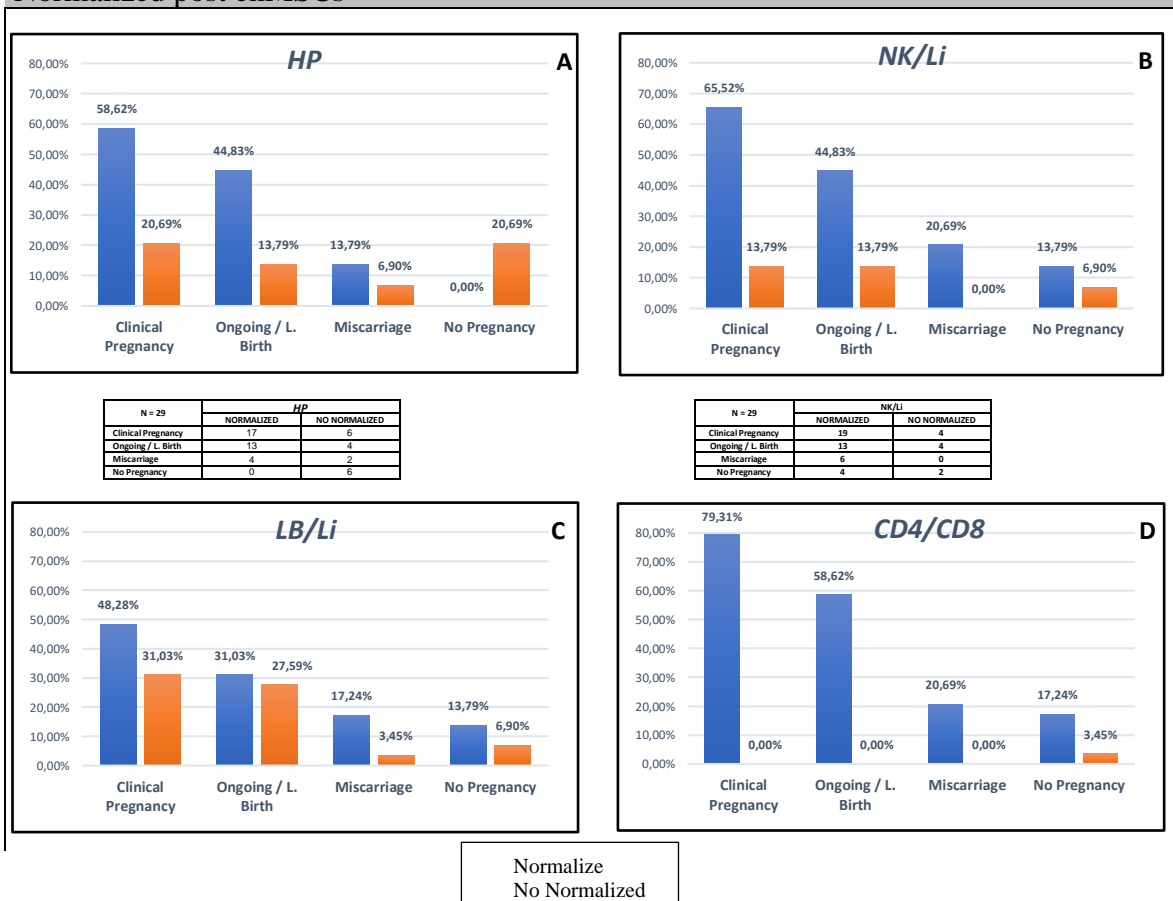 Normalized post enMSCs
HP
A
80,00%
70,00%
60,00%
50,00%
40,00%
30,00%
20,00%
10,00%
0,00%
58,62%
20,69%
44,83%
13,79%
13,79%
6,90%
0,00%
20,69%
Clinical Pregnancy
Ongoing / L. Birth
Miscarriage
No Pregnancy
NK/Li
B
80,00%
70,00%
60,00%
50,00%
40,00%
30,00%
20,00%
10,00%
0,00%
65,52%
13,79%
44,83%
13,79%
20,69%
0,00%
13,79%
6,90%
Clinical Pregnancy
Ongoing / L. Birth
Miscarriage
No Pregnancy
N = 29 HP
NORMALIZED NO NORMALIZED
Clinical Pregnancy 17 6
Ongoing / L. Birth 13 4
Miscarriage 4 2
No Pregnancy 0 6
N = 29 NK/Li
NORMALIZED NO NORMALIZED
Clinical Pregnancy 19 4
Ongoing / L. Birth 13 4
Miscarriage 6 0
No Pregnancy 4 2
LB/Li
C
80,00%
70,00%
60,00%
50,00%
40,00%
30,00%
20,00%
10,00%
0,00%
48,28%
31,03%
31,03%
27,59%
17,24%
3,45%
13,79%
6,90%
Clinical Pregnancy
Ongoing / L. Birth
Miscarriage
No Pregnancy
CD4/CD8
D
80,00%
70,00%
60,00%
50,00%
40,00%
30,00%
20,00%
10,00%
0,00%
79,31%
0,00%
58,62%
0,00%
20,69%
0,00%
17,24%
3,45%
Clinical Pregnancy
Ongoing / L. Birth
Miscarriage
No Pregnancy
Normalize
No Normalized